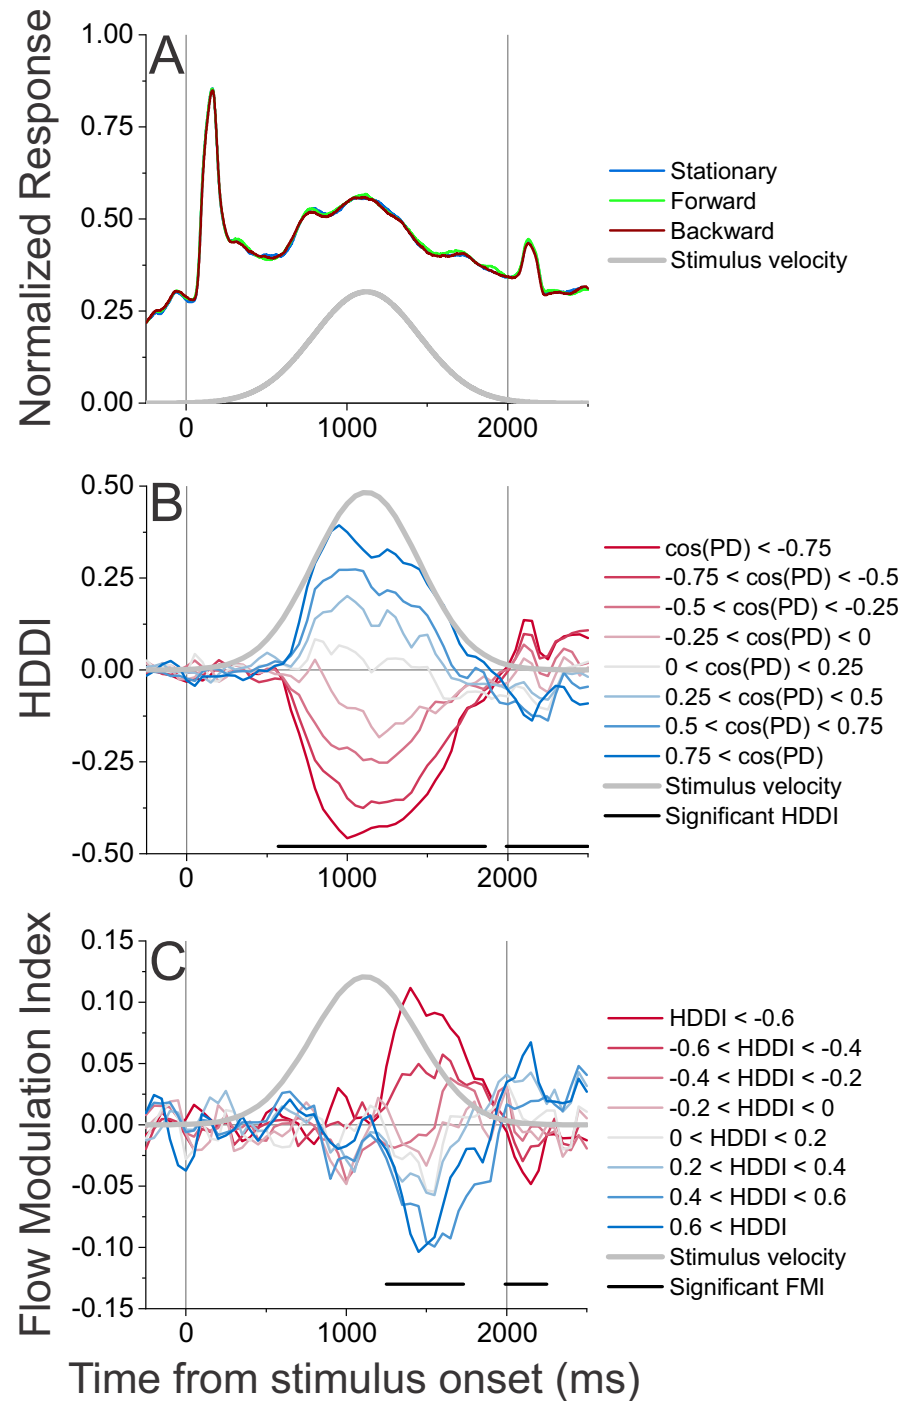 A
Normalized Response
1.00
0.75
0.50
0.25
0.00
0
1000
2000
Stationary
Forward
Backward
Stimulus velocity
B
HDDI
0.50
0.25
0.00
-0.25
-0.50
0
1000
2000
cos(PD) < -0.75
-0.75 < cos(PD) < -0.5
-0.5 < cos(PD) < -0.25
-0.25 < cos(PD) < 0
0 < cos(PD) < 0.25
0.25 < cos(PD) < 0.5
0.5 < cos(PD) < 0.75
0.75 < cos(PD)
Stimulus velocity
Significant HDDI
C
Flow Modulation Index
0.15
0.10
0.05
0.00
-0.05
-0.10
-0.15
0
1000
2000
HDDI < -0.6
-0.6 < HDDI < -0.4
-0.4 < HDDI < -0.2
-0.2 < HDDI < 0
0 < HDDI < 0.2
0.2 < HDDI < 0.4
0.4 < HDDI < 0.6
0.6 < HDDI
Stimulus velocity
Significant FMI
Time from stimulus onset (ms)